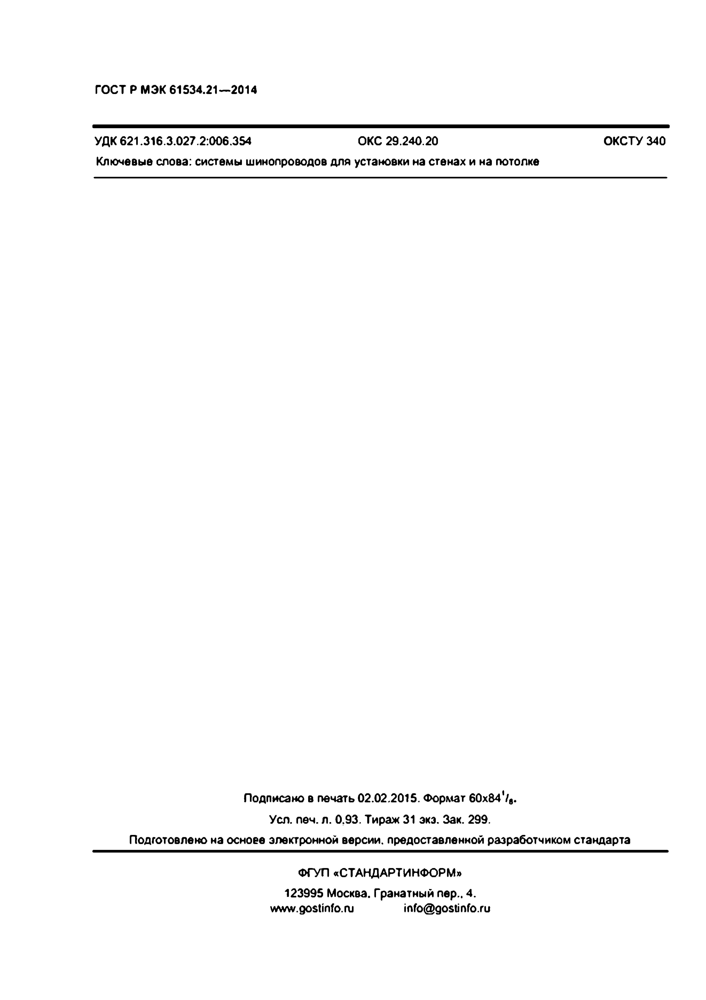 ГОСТ Р МЭК 61534.21—2014
УДК 621.316.3.027.2:006.354 ОКС 29.240.20 ОКСТУ 340
Ключевые слова: системы шинопроводов для установки на стенах и на потолке
Подписано в печать 02.02.2015. Формат 60х84 1/8.
Усл. печ. л. 0,93. Тираж 31 экз. Зак. 299.
Подготовлено на основе электронной версии, предоставленной разработчиком стандарта
ФГУП «СТАНДАРТИНФОРМ»
123995 Москва, Гранатный пер., 4.
www.gostinfo.ru info@gostinfo.ru